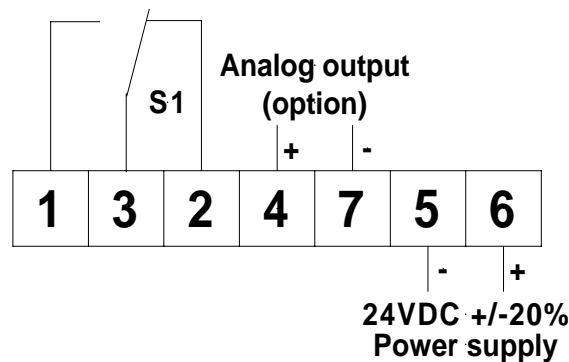 Analog output
(option)
S1
+ -
1 3 2 4 7 5 6
- +
24VDC +/-20%
Power supply